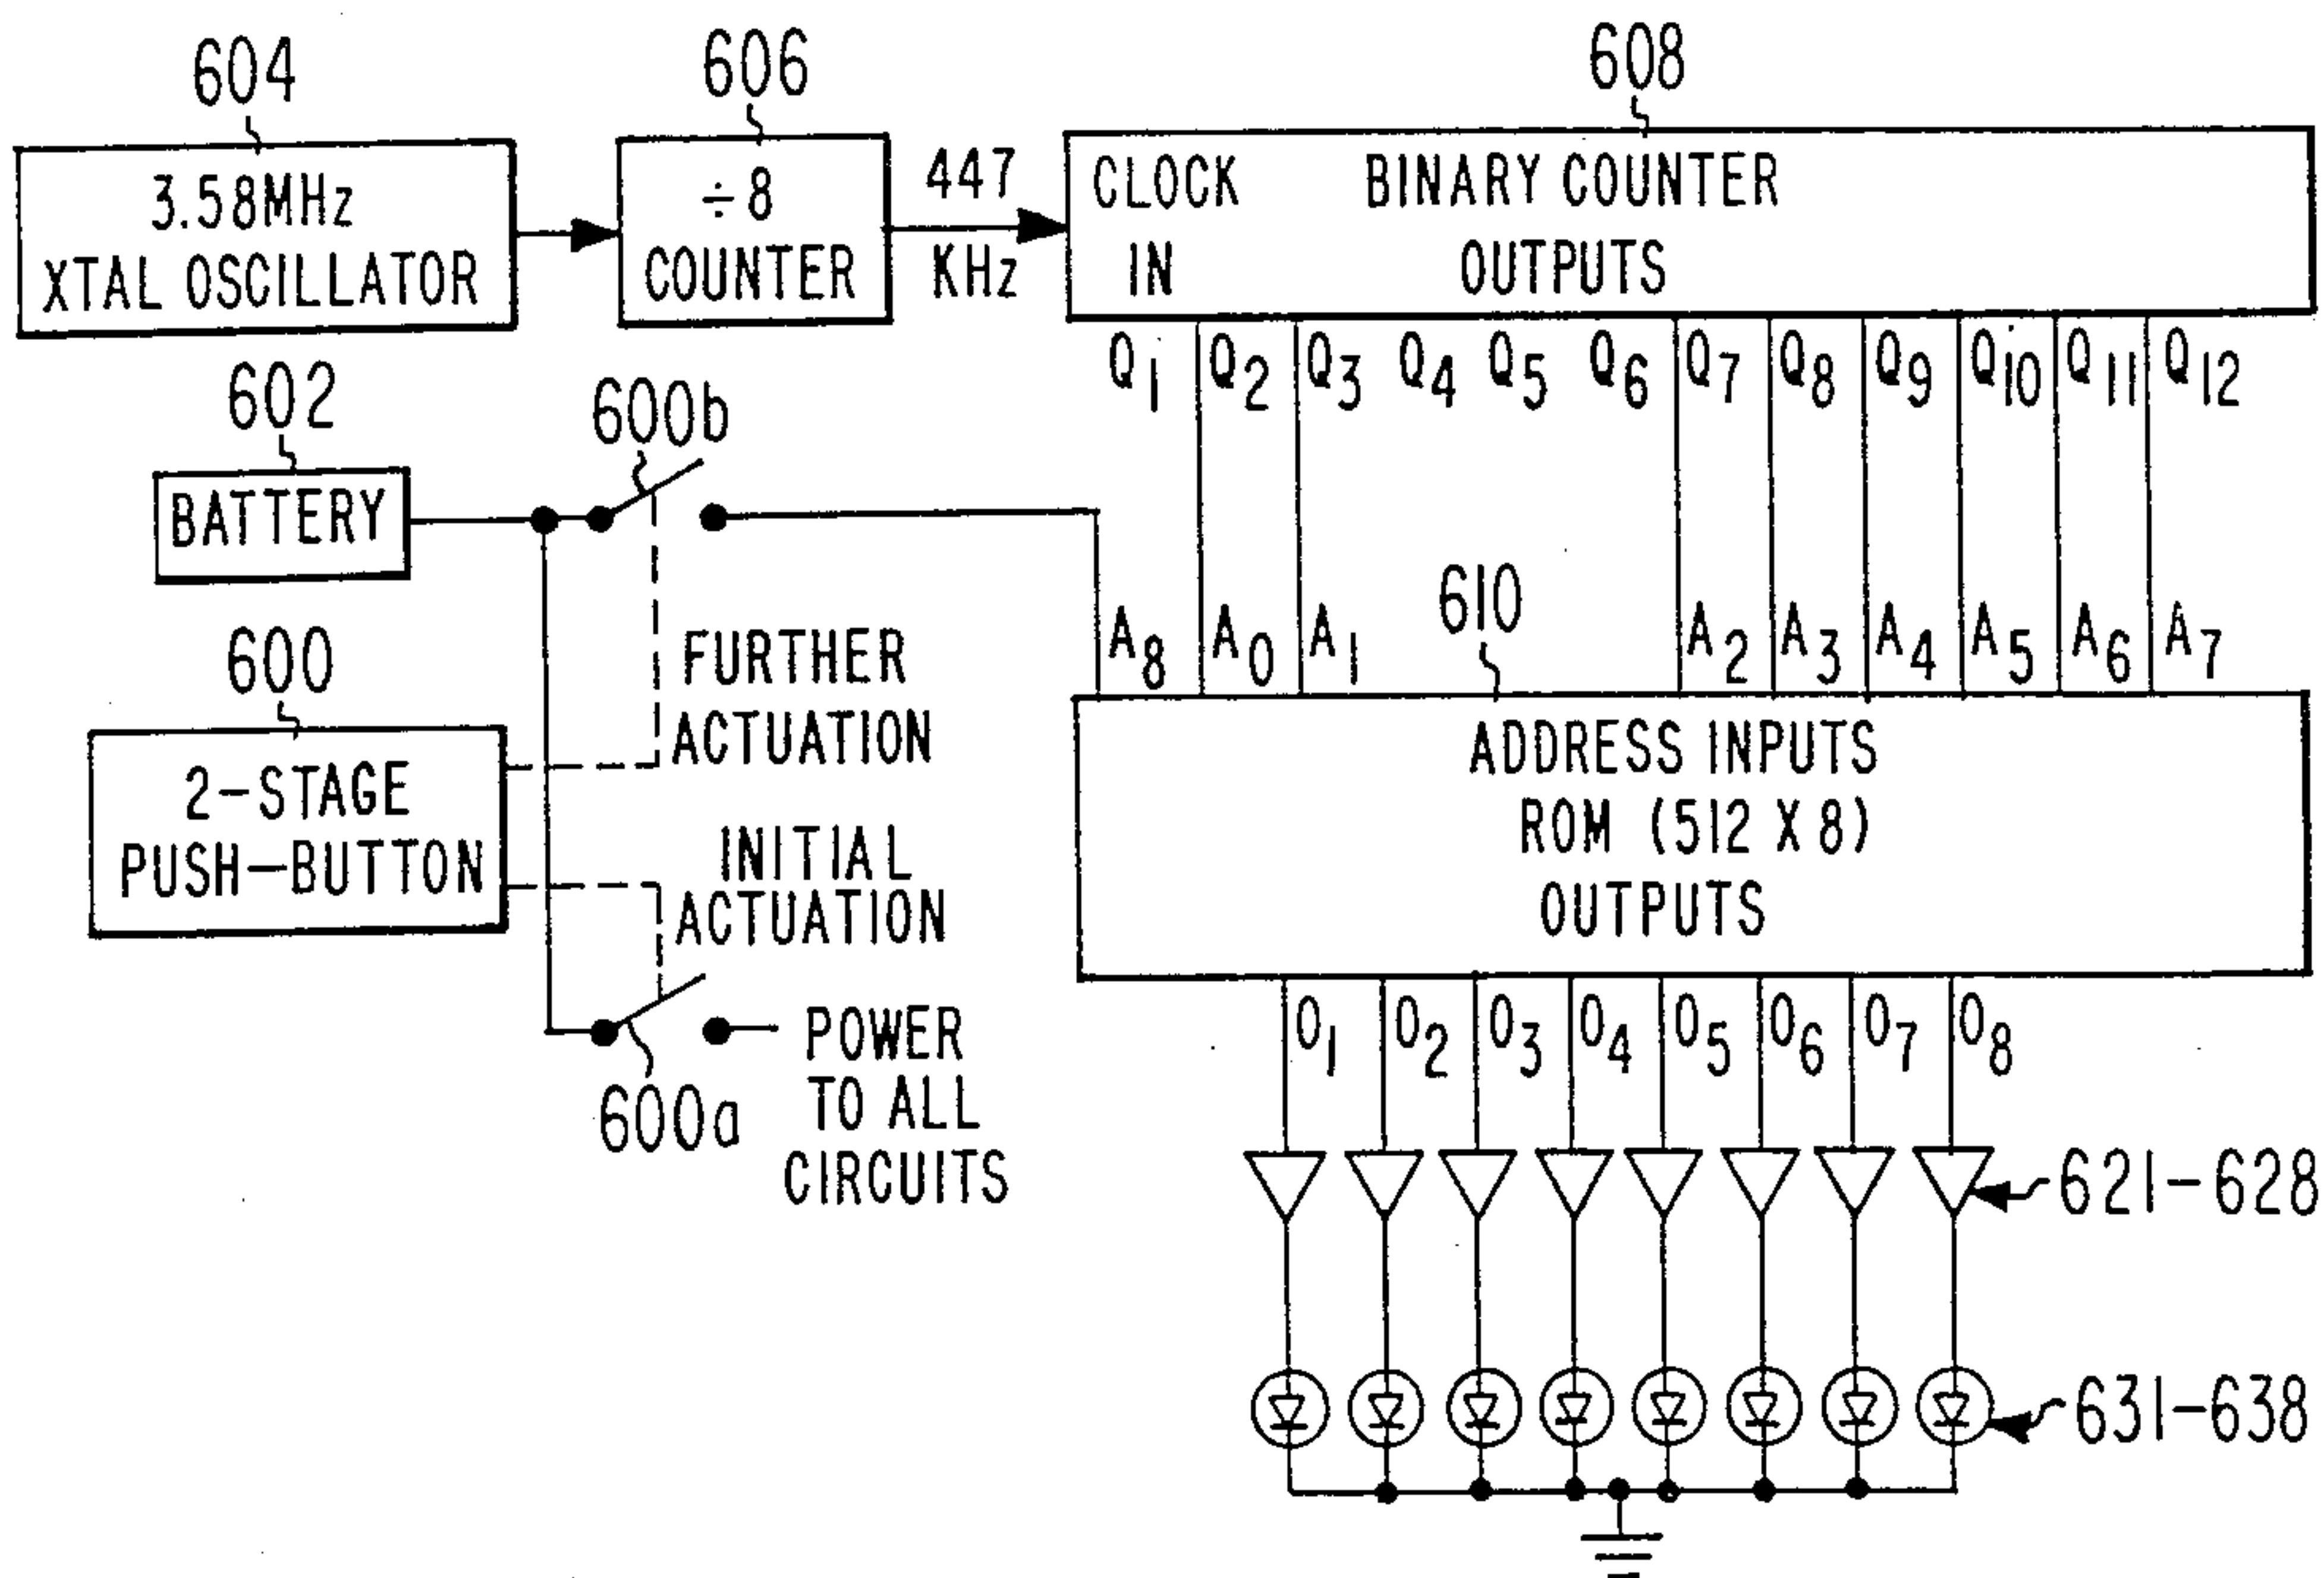 604
606
608
3.58MHz
XTAL OSCILLATOR
÷8
COUNTER
447
KHz
CLOCK
IN
BINARY COUNTER
OUTPUTS
Q1 Q2 Q3 Q4 Q5 Q6 Q7 Q8 Q9 Q10 Q11 Q12
602
BATTERY
600b
600
2-STAGE
PUSH-BUTTON
FURTHER
ACTUATION
INITIAL
ACTUATION
600a
POWER
TO ALL
CIRCUITS
610
A8 A0 A1 A2 A3 A4 A5 A6 A7
ADDRESS INPUTS
ROM (512 X 8)
OUTPUTS
O1 O2 O3 O4 O5 O6 O7 O8
621-628
631-638